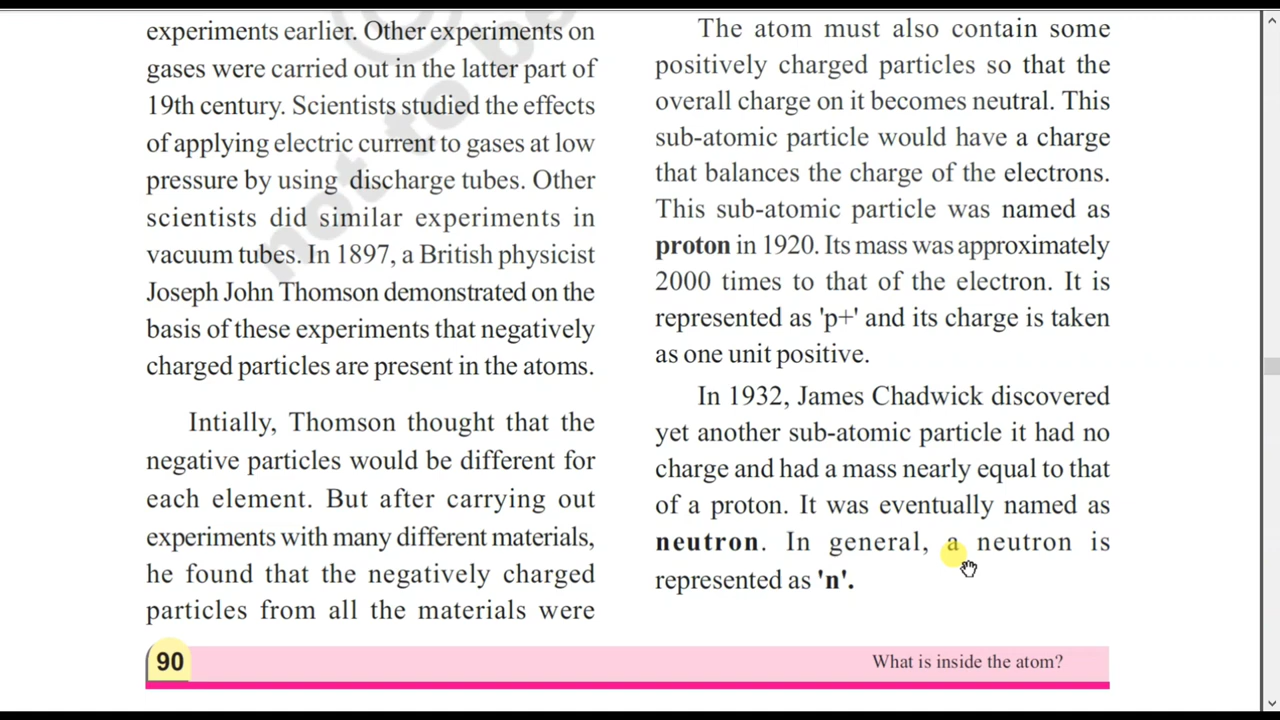 experiments earlier. Other experiments on
gases were carried out in the latter part of
19th century. Scientists studied the effects
of applying electric current to gases at low
pressure by using discharge tubes. Other
scientists did similar experiments in
vacuum tubes. In 1897, a British physicist
Joseph John Thomson demonstrated on the
basis of these experiments that negatively
charged particles are present in the atoms.
Intially, Thomson thought that the
negative particles would be different for
each element. But after carrying out
experiments with many different materials,
he found that the negatively charged
particles from all the materials were
The atom must also contain some
positively charged particles so that the
overall charge on it becomes neutral. This
sub-atomic particle would have a charge
that balances the charge of the electrons.
This sub-atomic particle was named as
proton in 1920. Its mass was approximately
2000 times to that of the electron. It is
represented as 'p+' and its charge is taken
as one unit positive.
In 1932, James Chadwick discovered
yet another sub-atomic particle it had no
charge and had a mass nearly equal to that
of a proton. It was eventually named as
neutron. In general, a neutron is
represented as 'n'.
90
What is inside the atom?
not to be